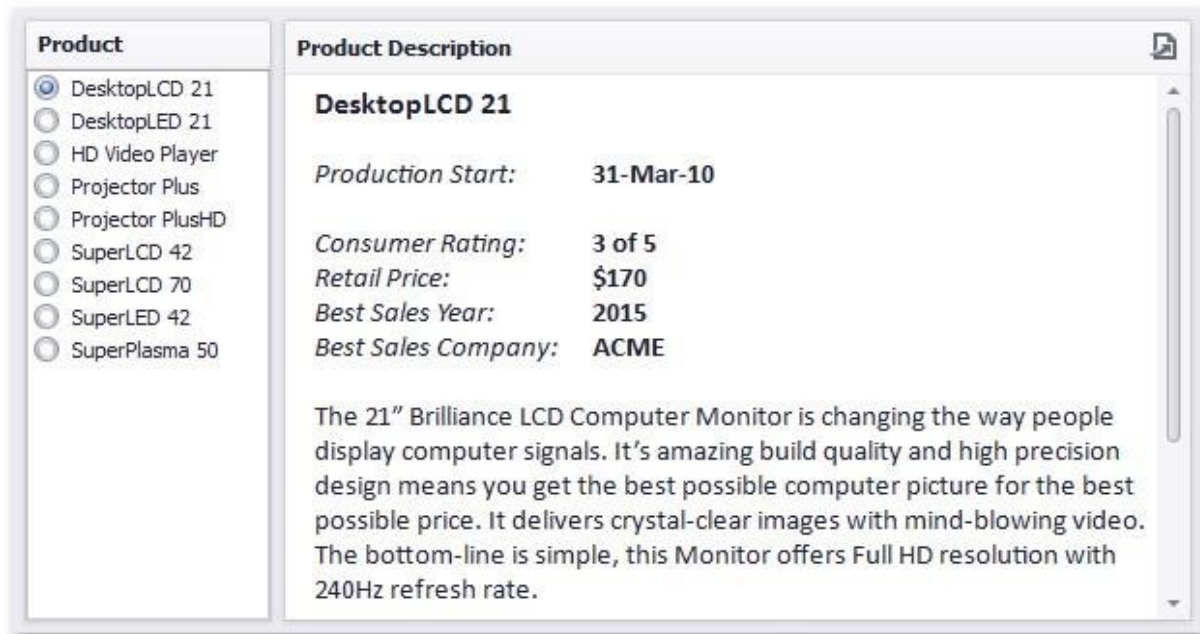 Product
DesktopLCD 21
DesktopLED 21
HD Video Player
Projector Plus
Projector PlusHD
SuperLCD 42
SuperLCD 70
SuperLED 42
SuperPlasma 50
Product Description
DesktopLCD 21
Production Start: 31-Mar-10
Consumer Rating: 3 of 5
Retail Price: $170
Best Sales Year: 2015
Best Sales Company: ACME
The 21” Brilliance LCD Computer Monitor is changing the way people
display computer signals. It’s amazing build quality and high precision
design means you get the best possible computer picture for the best
possible price. It delivers crystal-clear images with mind-blowing video.
The bottom-line is simple, this Monitor offers Full HD resolution with
240Hz refresh rate.